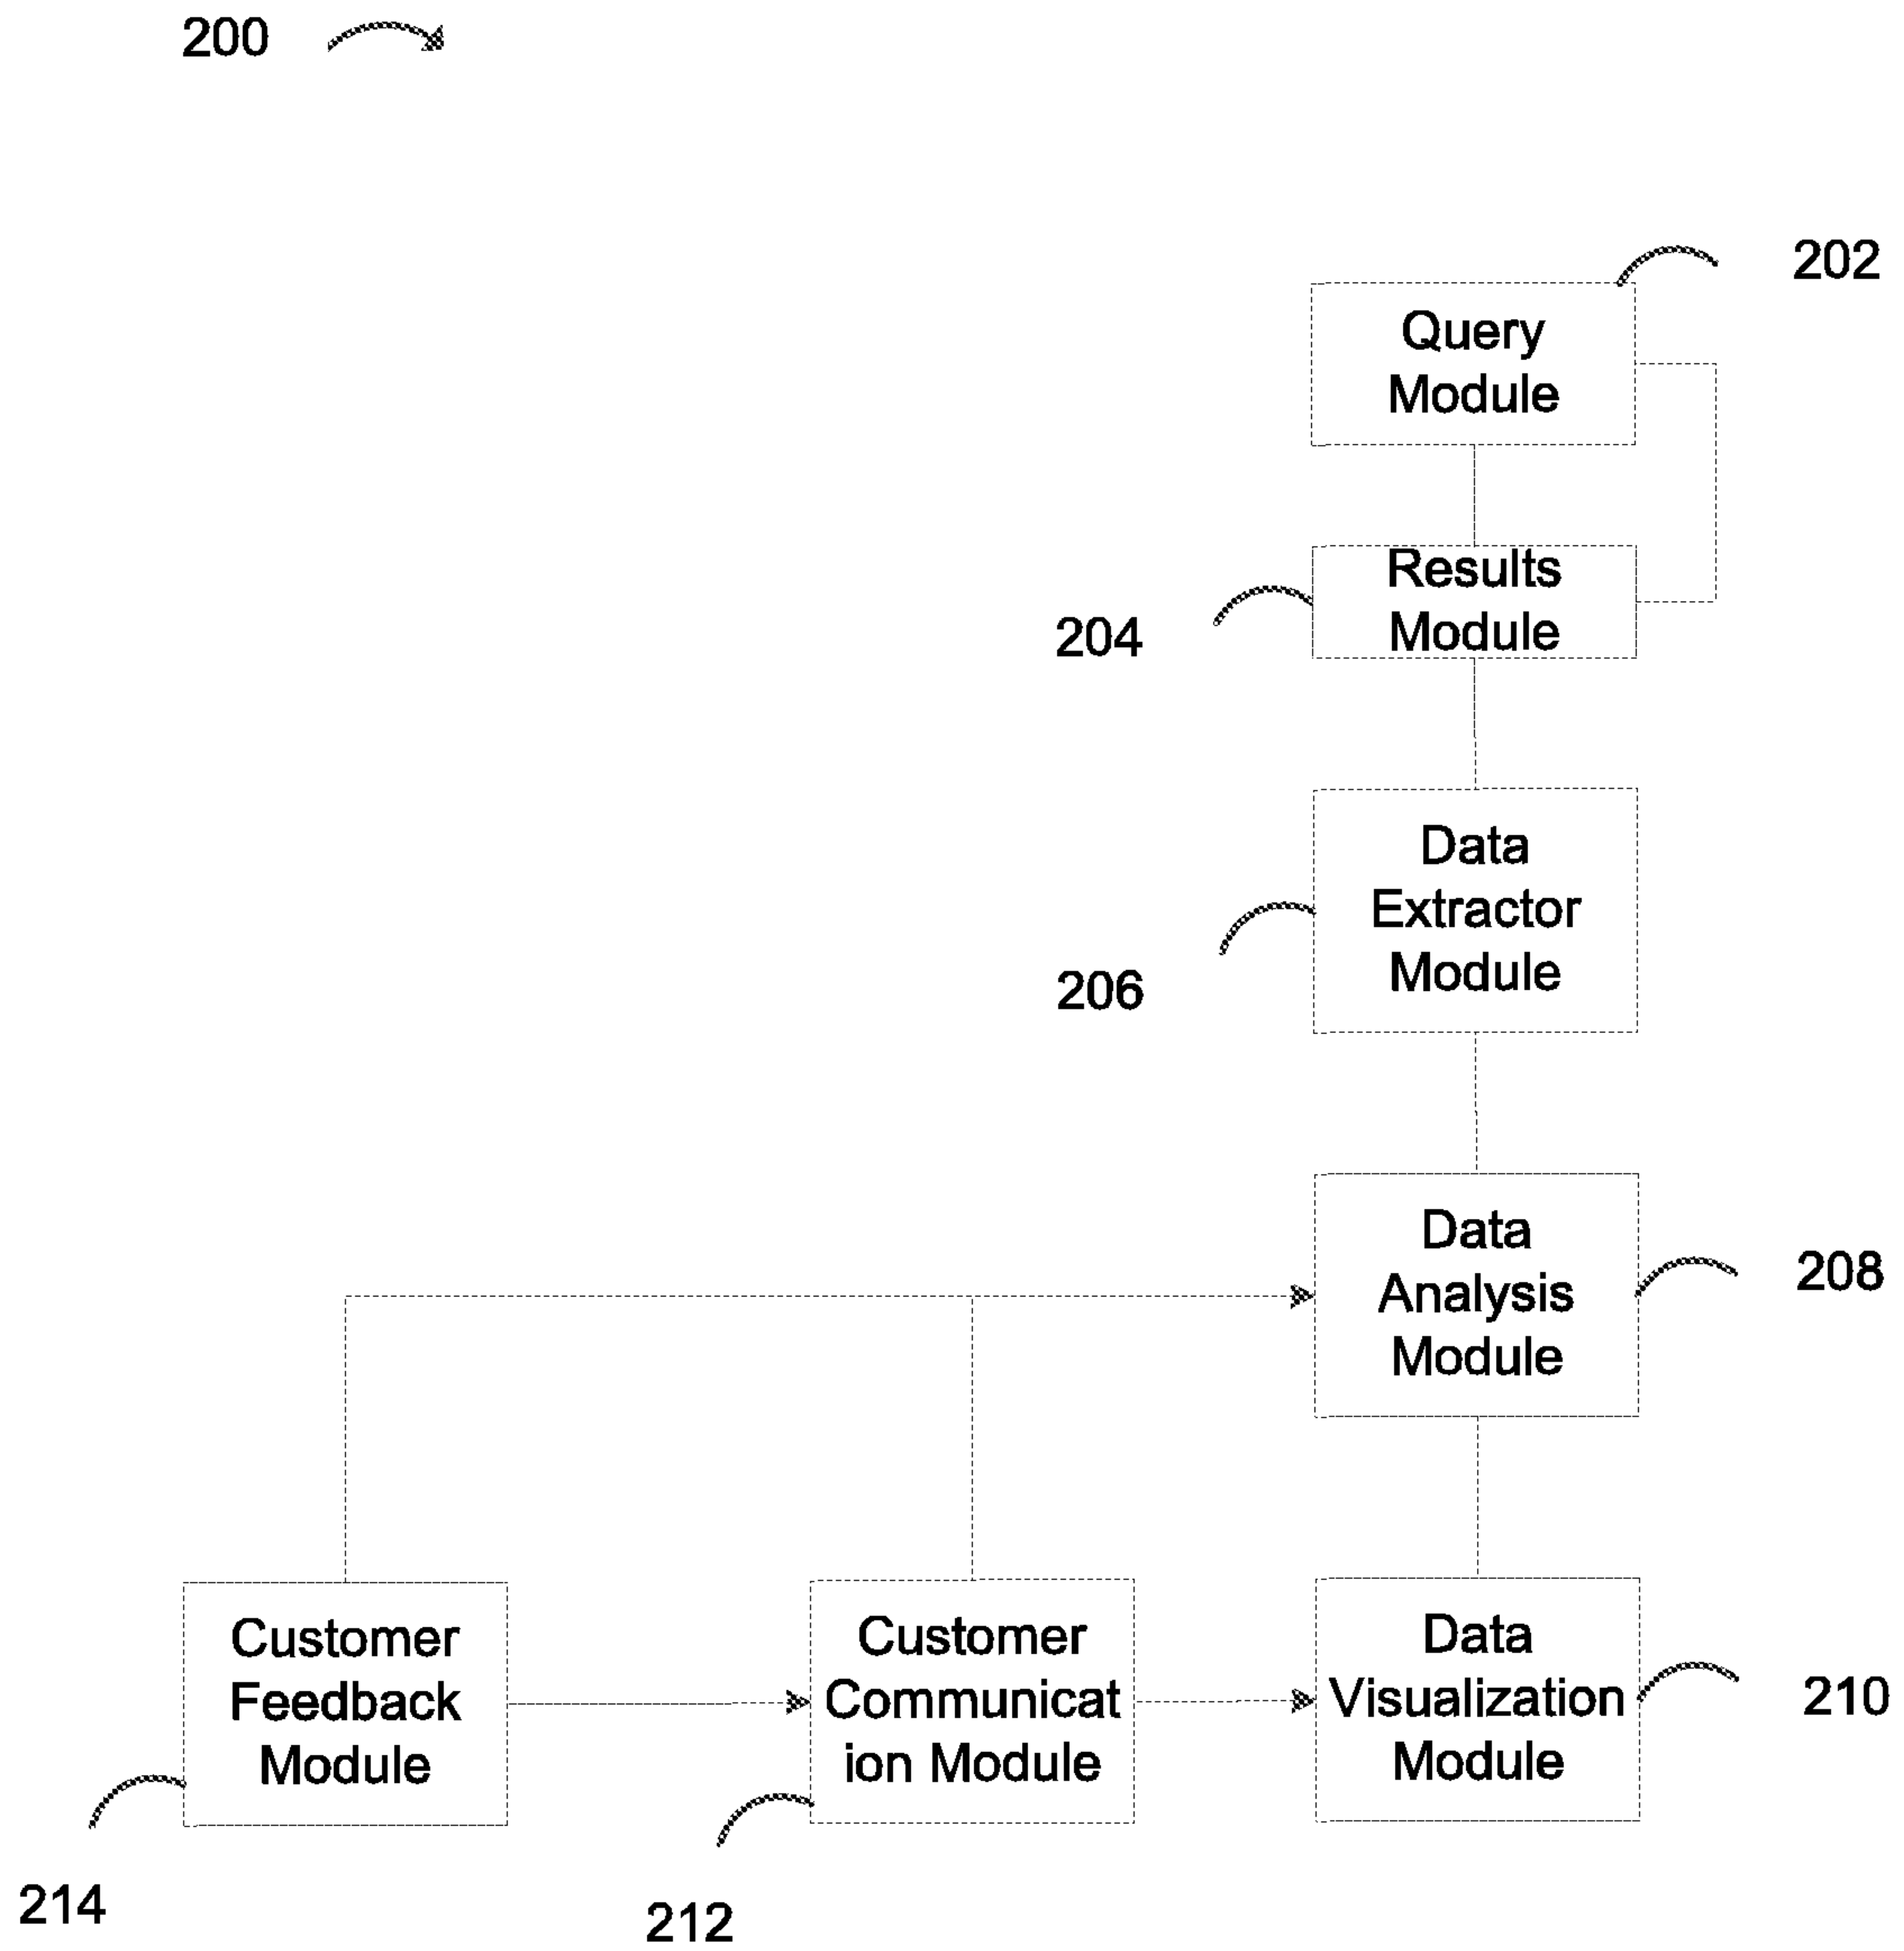 200
202
Query
Module
Results
Module
204
Data
Extractor
Module
206
Data
Analysis
Module
208
Customer
Feedback
Module
Customer
Communicat
ion Module
Data
Visualization
Module
210
214
212